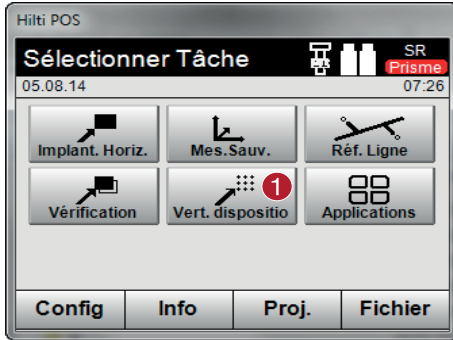 Hilti POS
Sélectionner Tâche SR
Prisme
05.08.14 07:26
Implant. Horiz. Mes.Sauv. Réf. Ligne
1
Vérification Vert. dispositio Applications
Config Info Proj. Fichier